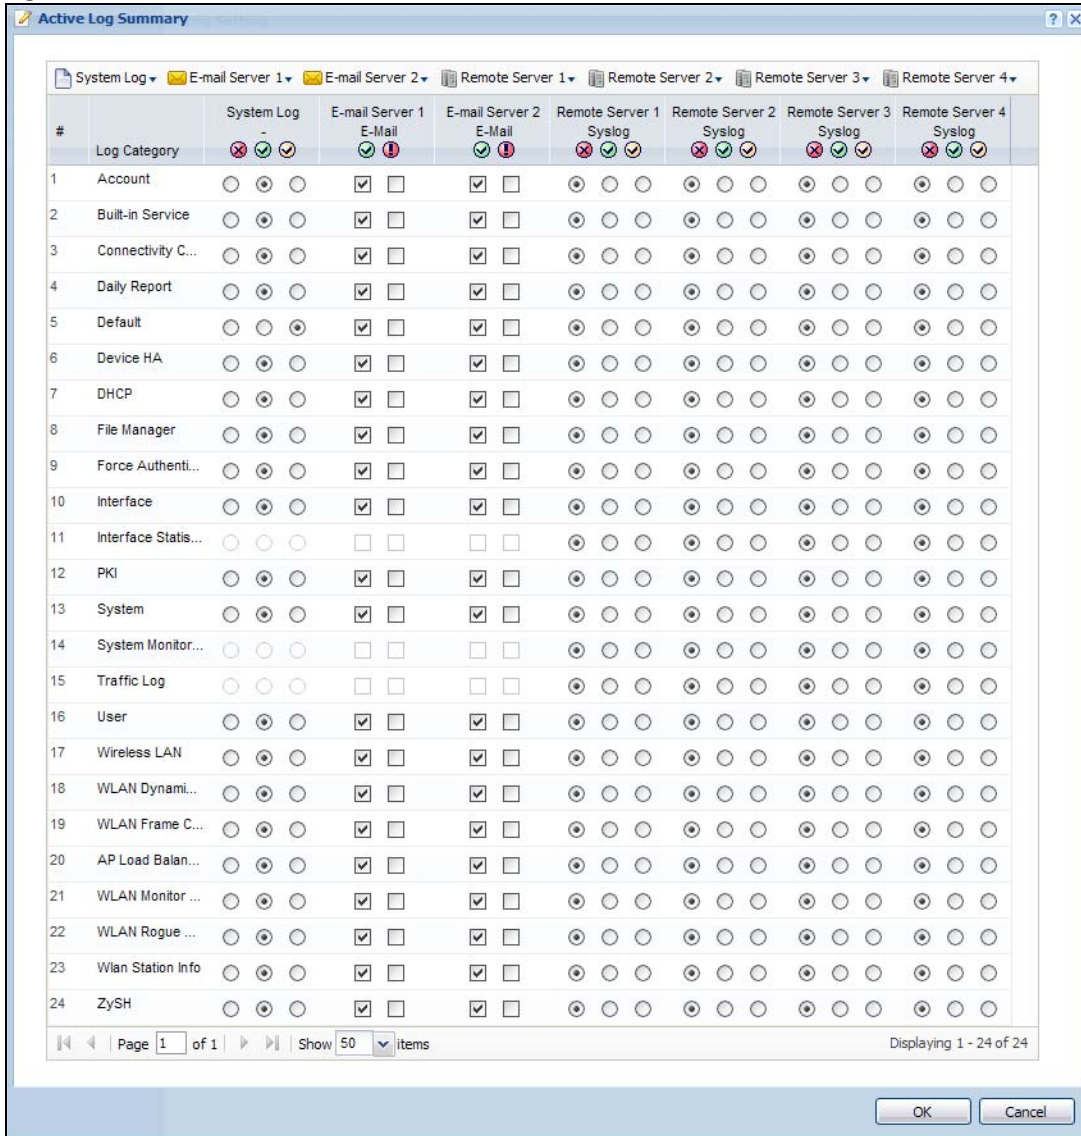 Active Log Summary
System Log E-mail Server 1 E-mail Server 2 Remote Server 1 Remote Server 2 Remote Server 3 Remote Server 4
# Log Category System Log - E-mail Server 1 E-Mail E-mail Server 2 E-Mail Remote Server 1 Syslog Remote Server 2 Syslog Remote Server 3 Syslog Remote Server 4 Syslog
1 Account
2 Built-in Service
3 Connectivity C...
4 Daily Report
5 Default
6 Device HA
7 DHCP
8 File Manager
9 Force Authenti...
10 Interface
11 Interface Statis...
12 PKI
13 System
14 System Monitor...
15 Traffic Log
16 User
17 Wireless LAN
18 WLAN Dynami...
19 WLAN Frame C...
20 AP Load Balan...
21 WLAN Monitor ...
22 WLAN Rogue ...
23 Wlan Station Info
24 ZySH
Page 1 of 1 Show 50 items Displaying 1 - 24 of 24
OK Cancel